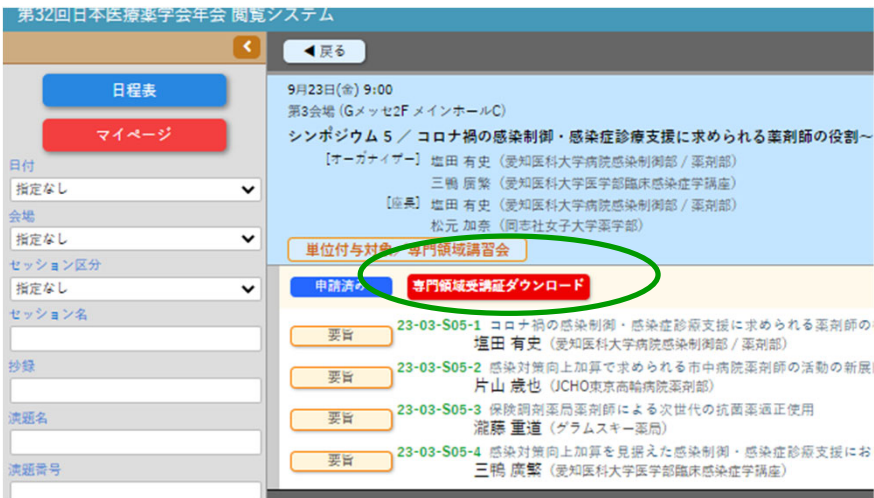 第32回日本医療薬学会年会 閲覧システム
日程表
マイページ
日付
指定なし
会場
指定なし
セッション区分
指定なし
セッション名
抄録
演題名
演題番号
◀戻る
9月23日(金) 9:00
第3会場 (Gメッセ2F メインホールC)
シンポジウム 5 ／ コロナ禍の感染制御・感染症診療支援に求められる薬剤師の役割～
[オーガナイザー] 塩田 有史（愛知医科大学病院感染制御部 / 薬剤部）
三鴨 廣繁（愛知医科大学医学部臨床感染症学講座）
[座長] 塩田 有史（愛知医科大学病院感染制御部 / 薬剤部）
松元 加奈（同志社女子大学薬学部）
単位付与対象／専門領域講習会
申請済み 専門領域受講証ダウンロード
要旨 23-03-S05-1 コロナ禍の感染制御・感染症診療支援に求められる薬剤師の
塩田 有史（愛知医科大学病院感染制御部 / 薬剤部）
要旨 23-03-S05-2 感染対策向上加算で求められる市中病院薬剤師の活動の新展
片山 歳也（JCHO東京高輪病院薬剤部）
要旨 23-03-S05-3 保険調剤薬局薬剤師による次世代の抗菌薬適正使用
瀧藤 重道（グラムスキー薬局）
要旨 23-03-S05-4 感染対策向上加算を見据えた感染制御・感染症診療支援にお
三鴨 廣繁（愛知医科大学医学部臨床感染症学講座）